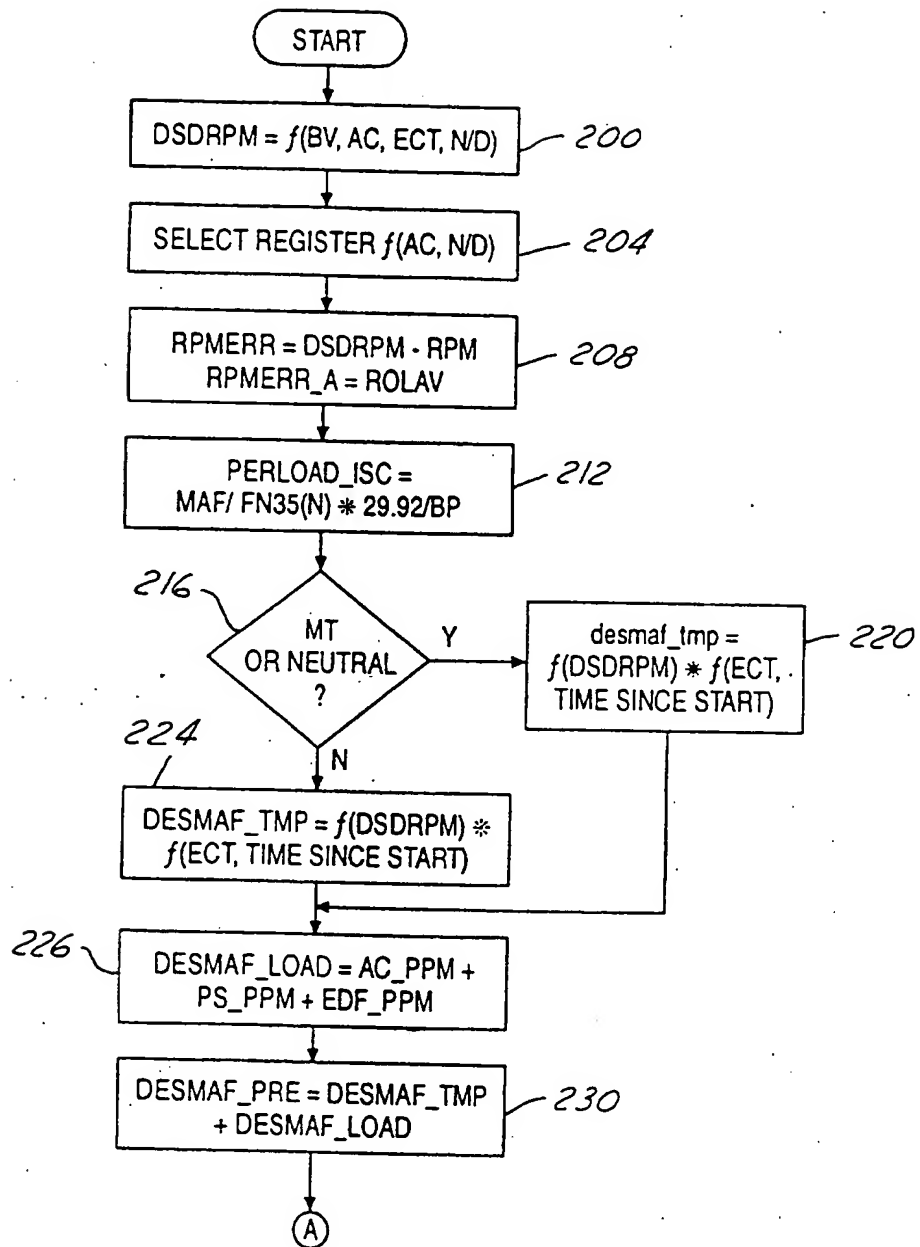 START
DSDRPM = f(BV, AC, ECT, N/D)
200
SELECT REGISTER f(AC, N/D)
204
RPMERR = DSDRPM - RPM
RPMERR_A = ROLAV
208
PERLOAD_ISC =
MAF/ FN35(N) * 29.92/BP
212
216
MT
OR NEUTRAL
?
Y
N
desmaf_tmp =
f(DSDRPM) * f(ECT,
TIME SINCE START)
220
224
DESMAF_TMP = f(DSDRPM) *
f(ECT, TIME SINCE START)
226
DESMAF_LOAD = AC_PPM +
PS_PPM + EDF_PPM
DESMAF_PRE = DESMAF_TMP
+ DESMAF_LOAD
230
A